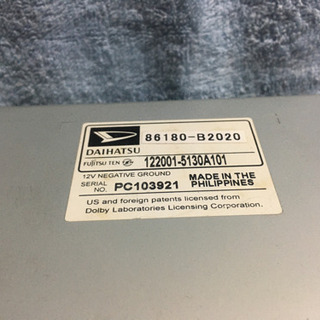 86180-B2020
DAIHATSU
FUJITSU TEN 122001-5130A101
12V NEGATIVE GROUND
SERIAL NO. PC103921
MADE IN THE PHILIPPINES
US and foreign patents licensed from
Dolby Laboratories Licensing Corporation.